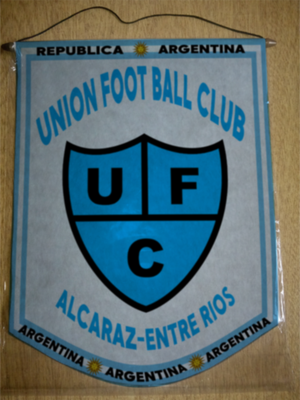 REPUBLICA ARGENTINA
UNION FOOT BALL CLUB
U F
C
ALCARAZ-ENTRE RIOS
ARGENTINA ARGENTINA ARGENTINA